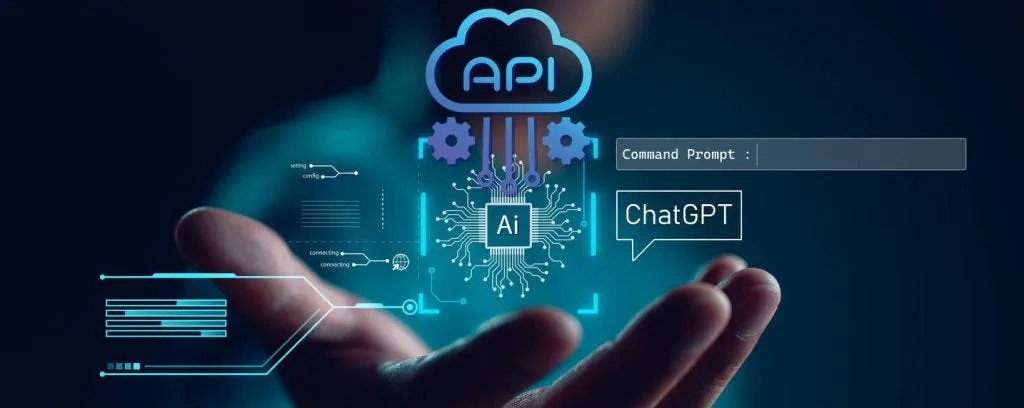 API
Command Prompt :
setting
config
ChatGPT
Ai
connecting
connecting